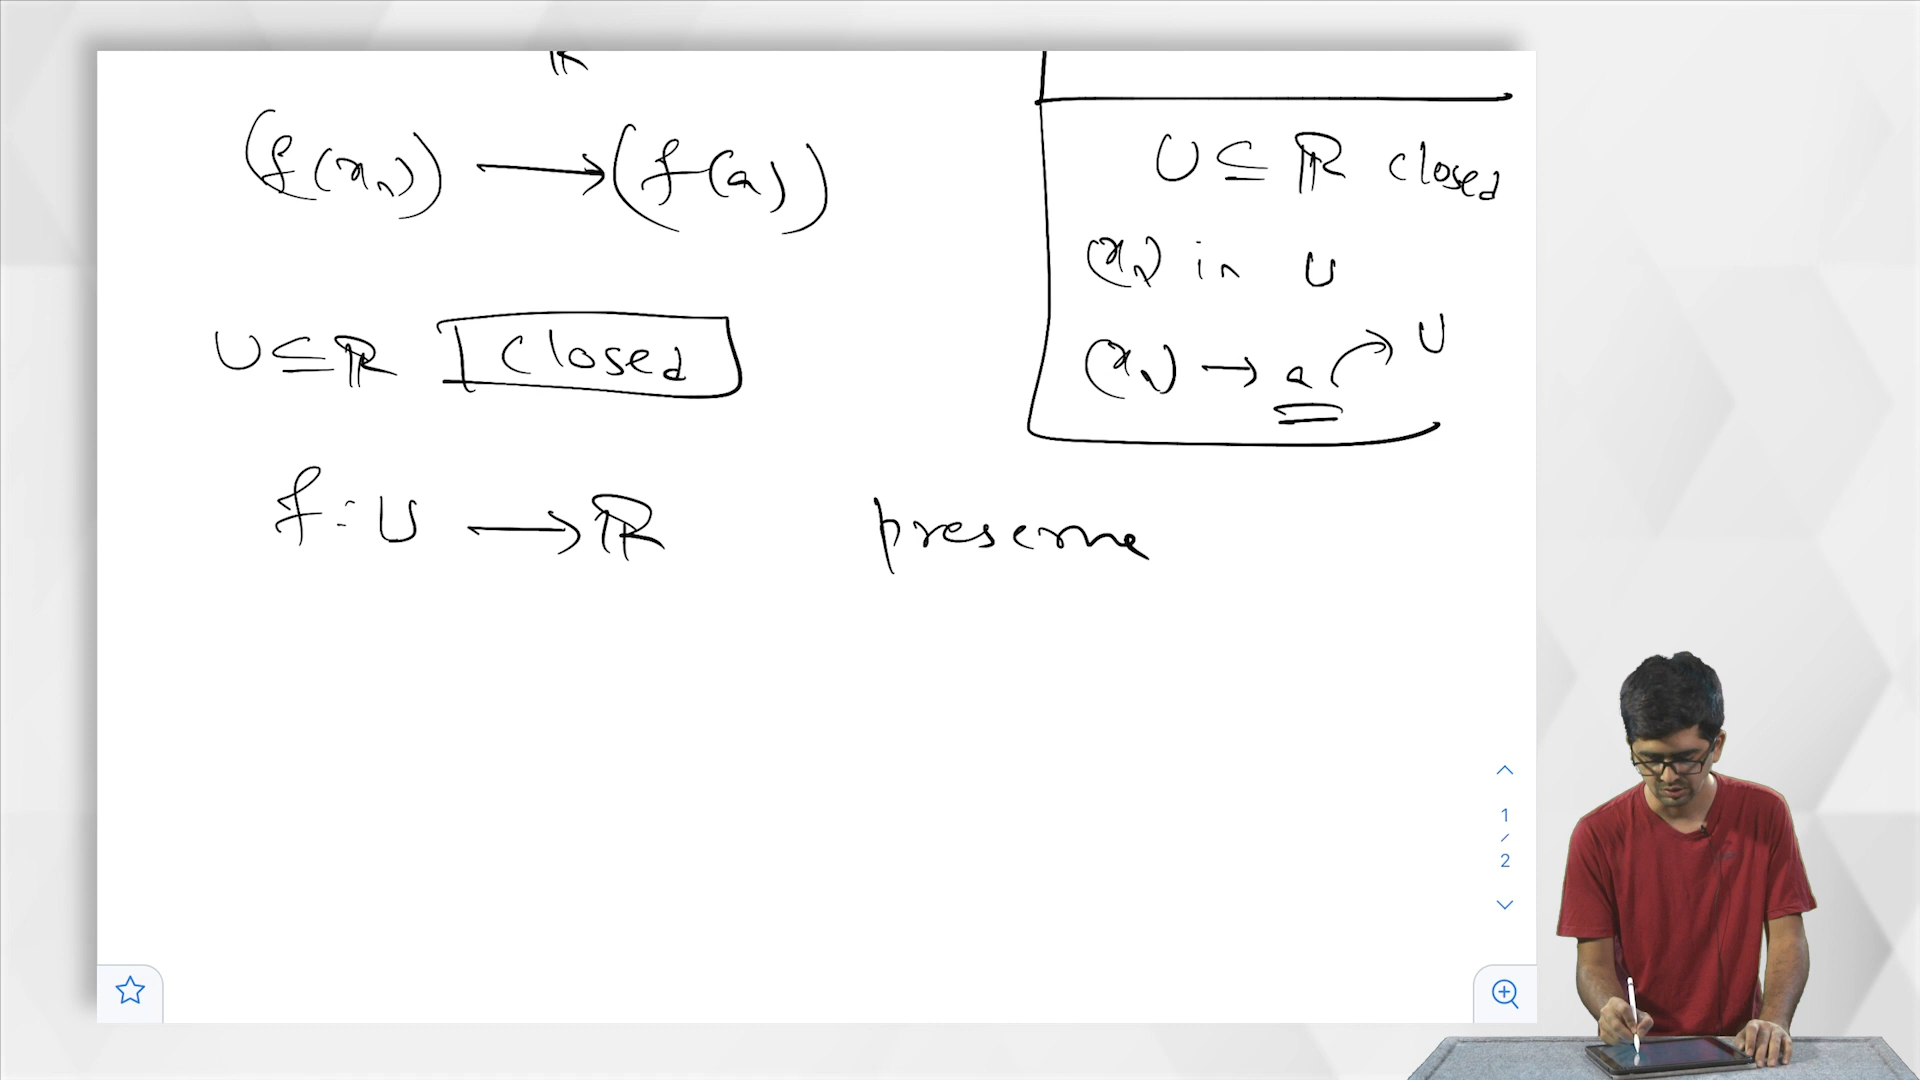 ℝ
(f(xₙ)) ⟶ (f(a))
U ⊆ ℝ closed
f : U ⟶ ℝ preserve
U ⊆ ℝ closed
(xₙ) in U
(xₙ) → a → U
1
/
2